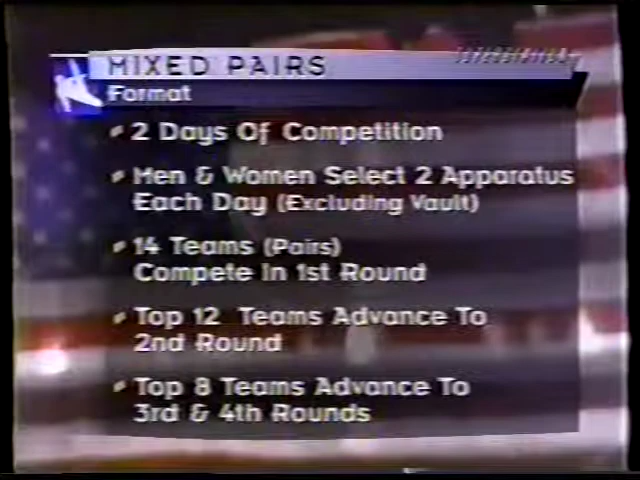 MIXED PAIRS
Format
2 Days Of Competition
Men & Women Select 2 Apparatus
Each Day (Excluding Vault)
14 Teams (Pairs)
Compete In 1st Round
Top 12 Teams Advance To
2nd Round
Top 8 Teams Advance To
3rd & 4th Rounds